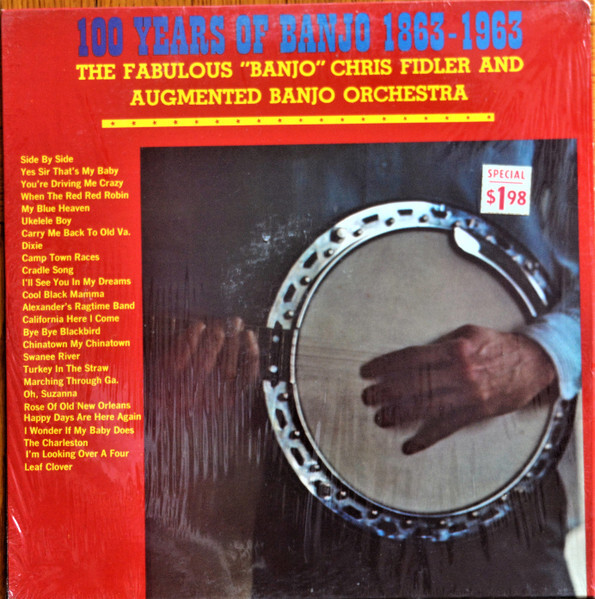 100 YEARS OF BANJO 1863-1963
THE FABULOUS "BANJO" CHRIS FIDLER AND
AUGMENTED BANJO ORCHESTRA
SPECIAL
$1.98
Side By Side
Yes Sir That's My Baby
You're Driving Me Crazy
When The Red Red Robin
My Blue Heaven
Ukelele Boy
Carry Me Back To Old Va.
Dixie
Camp Town Races
Cradle Song
I'll See You In My Dreams
Cool Black Mamma
Alexander's Ragtime Band
California Here I Come
Bye Bye Blackbird
Chinatown My Chinatown
Swanee River
Turkey In The Straw
Marching Through Ga.
Oh, Suzanna
Rose Of Old New Orleans
Happy Days Are Here Again
I Wonder If My Baby Does
The Charleston
I'm Looking Over A Four
Leaf Clover